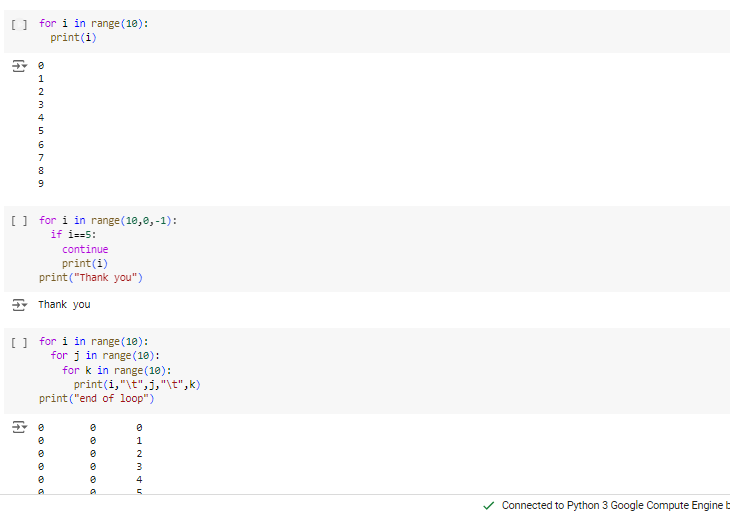 [ ] for i in range(10):
      print(i)
0
1
2
3
4
5
6
7
8
9
[ ] for i in range(10,0,-1):
      if i==5:
        continue
        print(i)
    print("Thank you")
Thank you
[ ] for i in range(10):
      for j in range(10):
        for k in range(10):
          print(i,"\t",j,"\t",k)
    print("end of loop")
0 0 0
0 0 1
0 0 2
0 0 3
0 0 4
0 0 5
Connected to Python 3 Google Compute Engine b